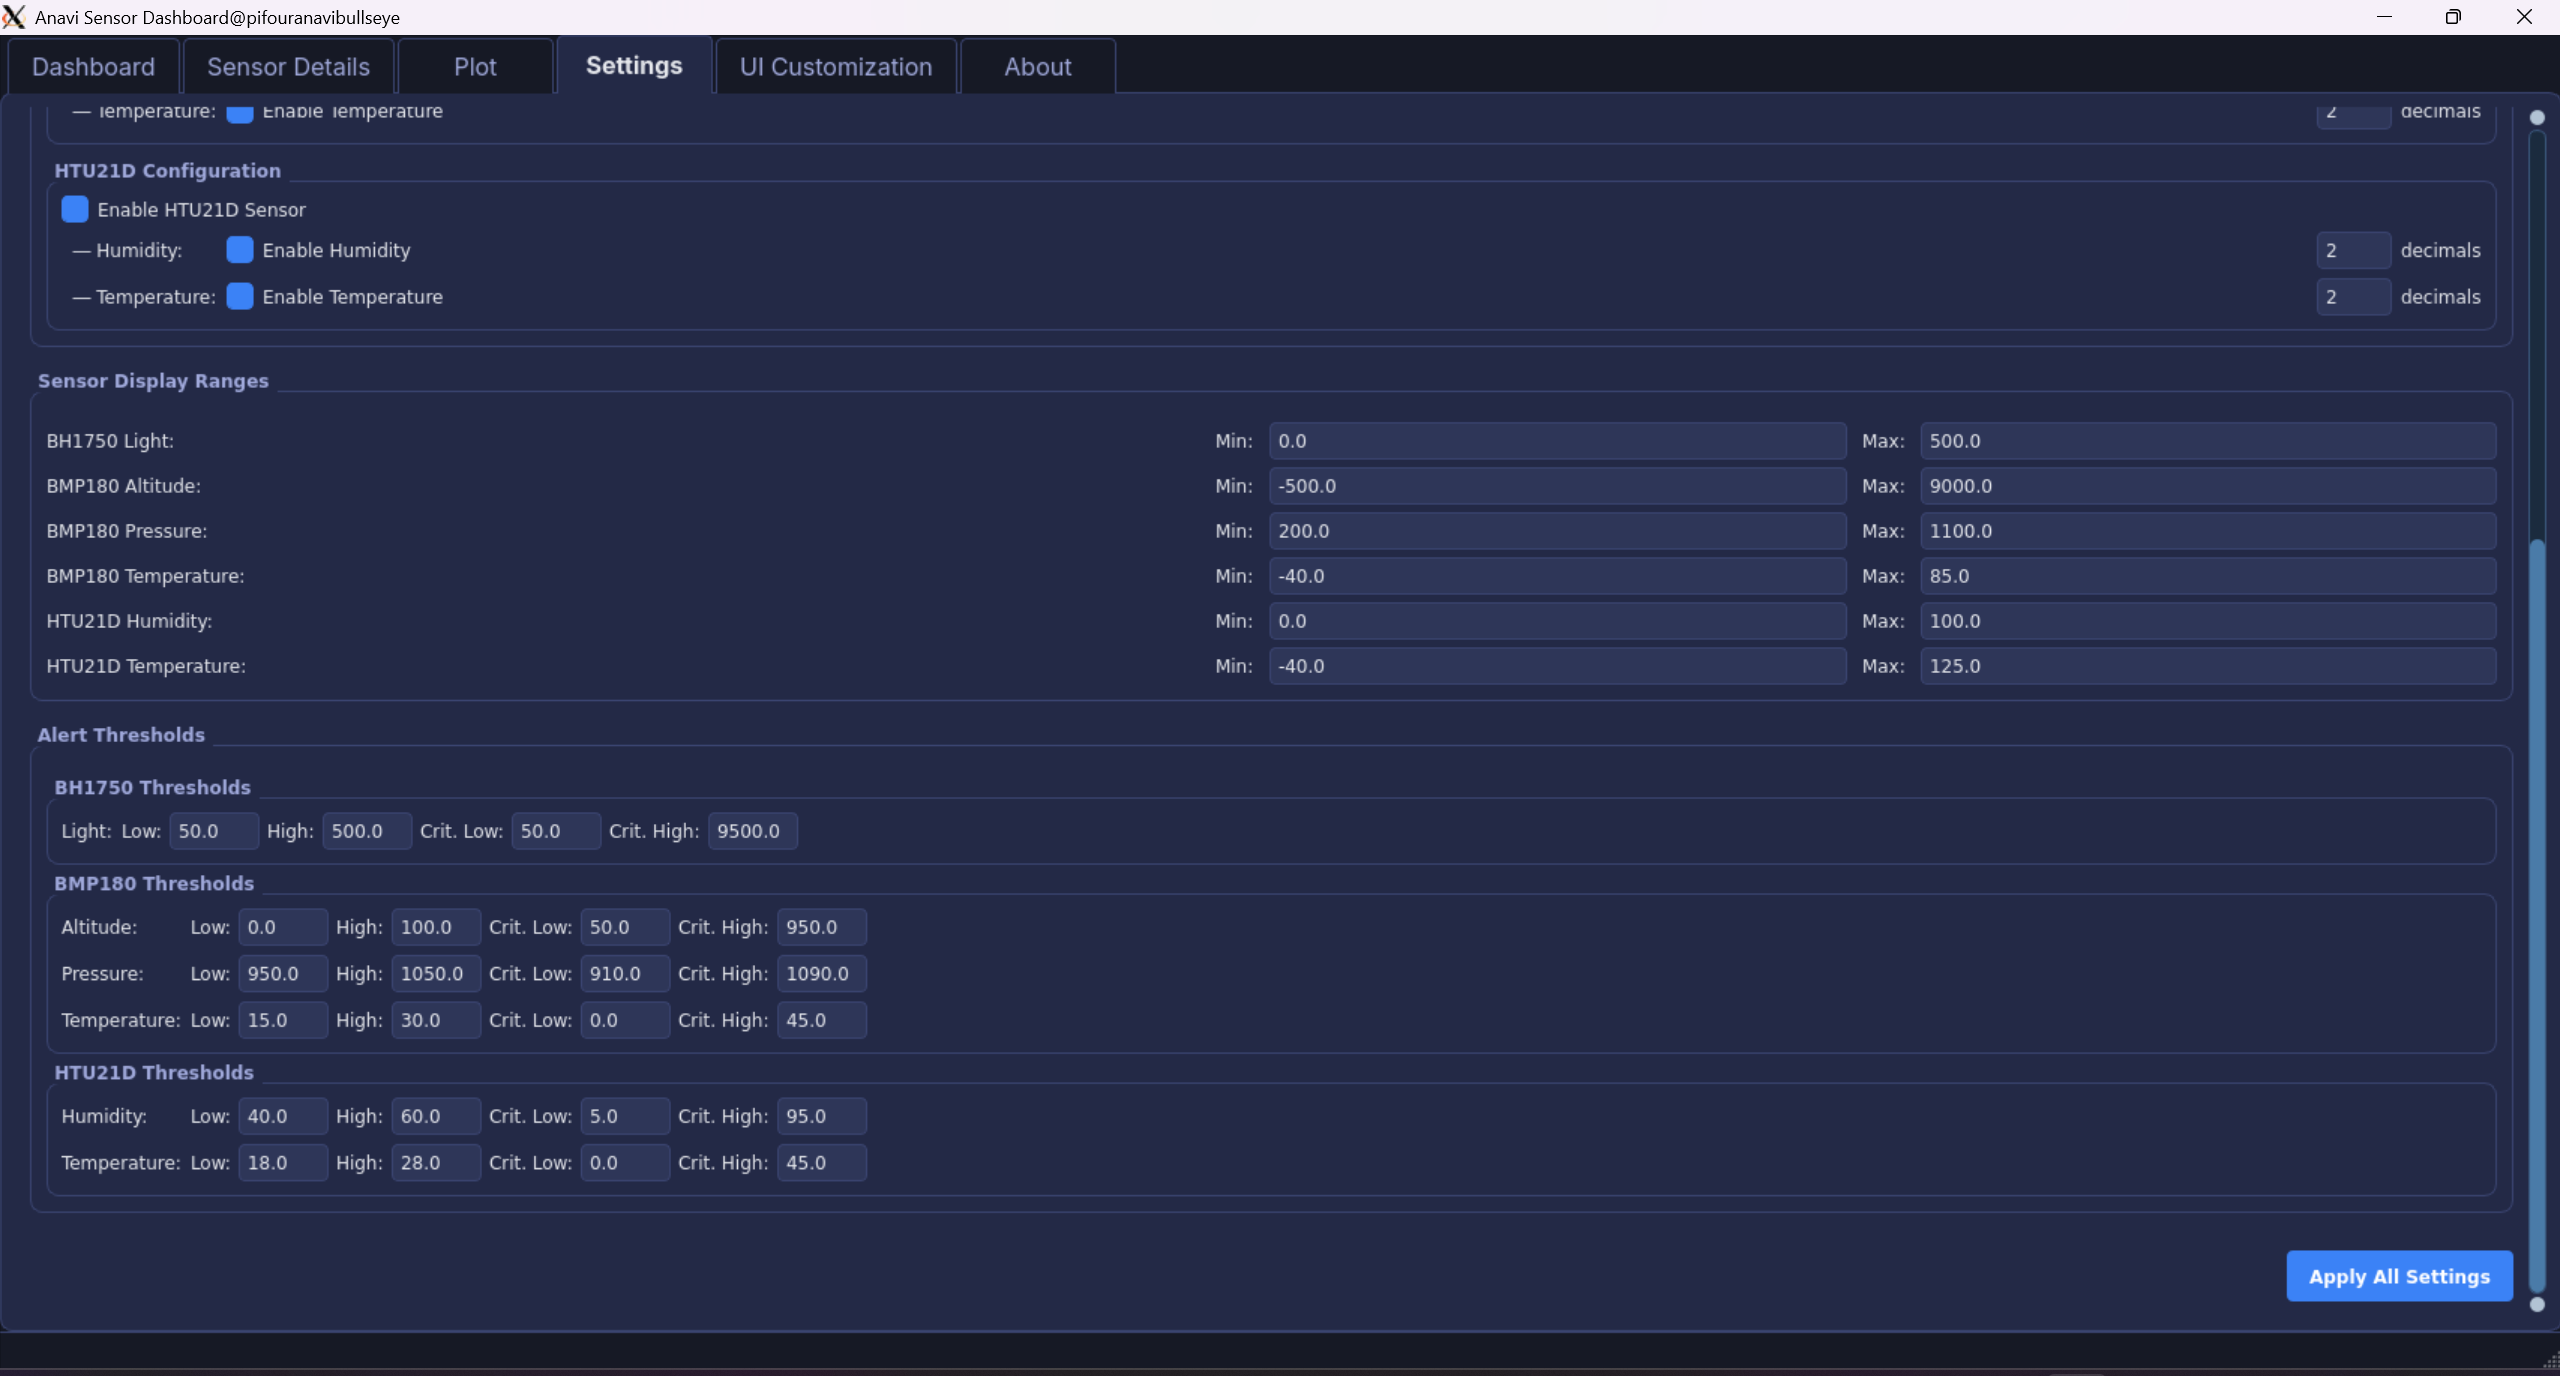 Anavi Sensor Dashboard@pifouranavibullseye
Dashboard Sensor Details Plot Settings UI Customization About
— Temperature: Enable Temperature 2 decimals
HTU21D Configuration
Enable HTU21D Sensor
— Humidity: Enable Humidity 2 decimals
— Temperature: Enable Temperature 2 decimals
Sensor Display Ranges
BH1750 Light: Min: 0.0 Max: 500.0
BMP180 Altitude: Min: -500.0 Max: 9000.0
BMP180 Pressure: Min: 200.0 Max: 1100.0
BMP180 Temperature: Min: -40.0 Max: 85.0
HTU21D Humidity: Min: 0.0 Max: 100.0
HTU21D Temperature: Min: -40.0 Max: 125.0
Alert Thresholds
BH1750 Thresholds
Light: Low: 50.0 High: 500.0 Crit. Low: 50.0 Crit. High: 9500.0
BMP180 Thresholds
Altitude: Low: 0.0 High: 100.0 Crit. Low: 50.0 Crit. High: 950.0
Pressure: Low: 950.0 High: 1050.0 Crit. Low: 910.0 Crit. High: 1090.0
Temperature: Low: 15.0 High: 30.0 Crit. Low: 0.0 Crit. High: 45.0
HTU21D Thresholds
Humidity: Low: 40.0 High: 60.0 Crit. Low: 5.0 Crit. High: 95.0
Temperature: Low: 18.0 High: 28.0 Crit. Low: 0.0 Crit. High: 45.0
Apply All Settings